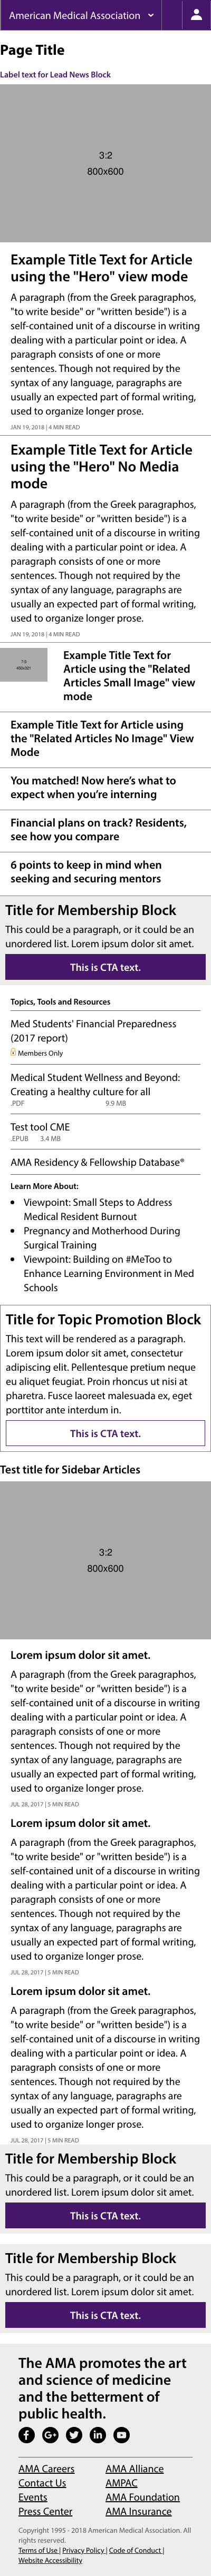 American Medical Association
Page Title
Label text for Lead News Block
3:2
800x600
Example Title Text for Article
using the "Hero" view mode
A paragraph (from the Greek paragraphos,
"to write beside" or "written beside") is a
self-contained unit of a discourse in writing
dealing with a particular point or idea. A
paragraph consists of one or more
sentences. Though not required by the
syntax of any language, paragraphs are
usually an expected part of formal writing,
used to organize longer prose.
JAN 19, 2018 | 4 MIN READ
Example Title Text for Article
using the "Hero" No Media
mode
A paragraph (from the Greek paragraphos,
"to write beside" or "written beside") is a
self-contained unit of a discourse in writing
dealing with a particular point or idea. A
paragraph consists of one or more
sentences. Though not required by the
syntax of any language, paragraphs are
usually an expected part of formal writing,
used to organize longer prose.
JAN 19, 2018 | 4 MIN READ
Example Title Text for
Article using the "Related
Articles Small Image" view
mode
Example Title Text for Article using
the "Related Articles No Image" View
Mode
You matched! Now here's what to
expect when you're interning
Financial plans on track? Residents,
see how you compare
6 points to keep in mind when
seeking and securing mentors
Title for Membership Block
This could be a paragraph, or it could be an
unordered list. Lorem ipsum dolor sit amet.
This is CTA text.
Topics, Tools and Resources
Med Students' Financial Preparedness
(2017 report)
Members Only
Medical Student Wellness and Beyond:
Creating a healthy culture for all
.PDF 9.9 MB
Test tool CME
.EPUB 3.4 MB
AMA Residency & Fellowship Database®
Learn More About:
• Viewpoint: Small Steps to Address
Medical Resident Burnout
• Pregnancy and Motherhood During
Surgical Training
• Viewpoint: Building on #MeToo to
Enhance Learning Environment in Med
Schools
Title for Topic Promotion Block
This text will be rendered as a paragraph.
Lorem ipsum dolor sit amet, consectetur
adipiscing elit. Pellentesque pretium neque
eu aliquet feugiat. Proin rhoncus ut nisi at
pharetra. Fusce laoreet malesuada ex, eget
porttitor ante interdum in.
This is CTA text.
Test title for Sidebar Articles
3:2
800x600
Lorem ipsum dolor sit amet.
A paragraph (from the Greek paragraphos,
"to write beside" or "written beside") is a
self-contained unit of a discourse in writing
dealing with a particular point or idea. A
paragraph consists of one or more
sentences. Though not required by the
syntax of any language, paragraphs are
usually an expected part of formal writing,
used to organize longer prose.
JUL 28, 2017 | 5 MIN READ
Lorem ipsum dolor sit amet.
A paragraph (from the Greek paragraphos,
"to write beside" or "written beside") is a
self-contained unit of a discourse in writing
dealing with a particular point or idea. A
paragraph consists of one or more
sentences. Though not required by the
syntax of any language, paragraphs are
usually an expected part of formal writing,
used to organize longer prose.
JUL 28, 2017 | 5 MIN READ
Lorem ipsum dolor sit amet.
A paragraph (from the Greek paragraphos,
"to write beside" or "written beside") is a
self-contained unit of a discourse in writing
dealing with a particular point or idea. A
paragraph consists of one or more
sentences. Though not required by the
syntax of any language, paragraphs are
usually an expected part of formal writing,
used to organize longer prose.
JUL 28, 2017 | 5 MIN READ
Title for Membership Block
This could be a paragraph, or it could be an
unordered list. Lorem ipsum dolor sit amet.
This is CTA text.
Title for Membership Block
This could be a paragraph, or it could be an
unordered list. Lorem ipsum dolor sit amet.
This is CTA text.
The AMA promotes the art
and science of medicine
and the betterment of
public health.
AMA Careers
Contact Us
Events
Press Center
AMA Alliance
AMPAC
AMA Foundation
AMA Insurance
Copyright 1995 - 2018 American Medical Association. All
rights reserved.
Terms of Use | Privacy Policy | Code of Conduct |
Website Accessibility